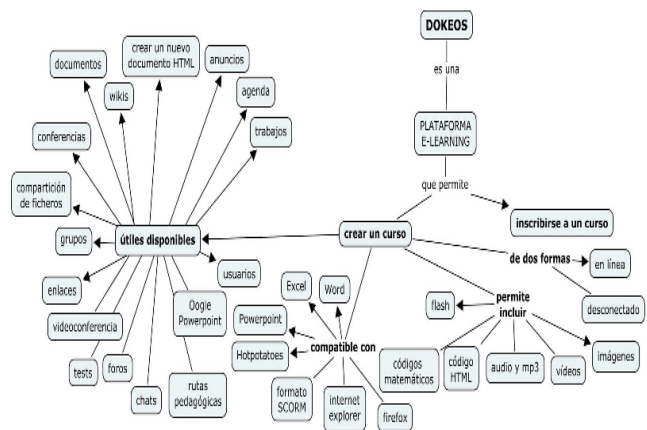 DOKEOS
es una
PLATAFORMA
E-LEARNING
que permite
inscribirse a un curso
crear un curso
de dos formas
en línea
desconectado
permite
incluir
flash
códigos
matemáticos
código
HTML
audio y mp3
vídeos
imágenes
compatible con
Excel
Word
Powerpoint
Hotpotatoes
formato
SCORM
internet
explorer
firefox
útiles disponibles
documentos
wikis
crear un nuevo
documento HTML
anuncios
agenda
trabajos
conferencias
compartición
de ficheros
grupos
enlaces
videoconferencia
tests
foros
chats
rutas
pedagógicas
Oogie
Powerpoint
usuarios